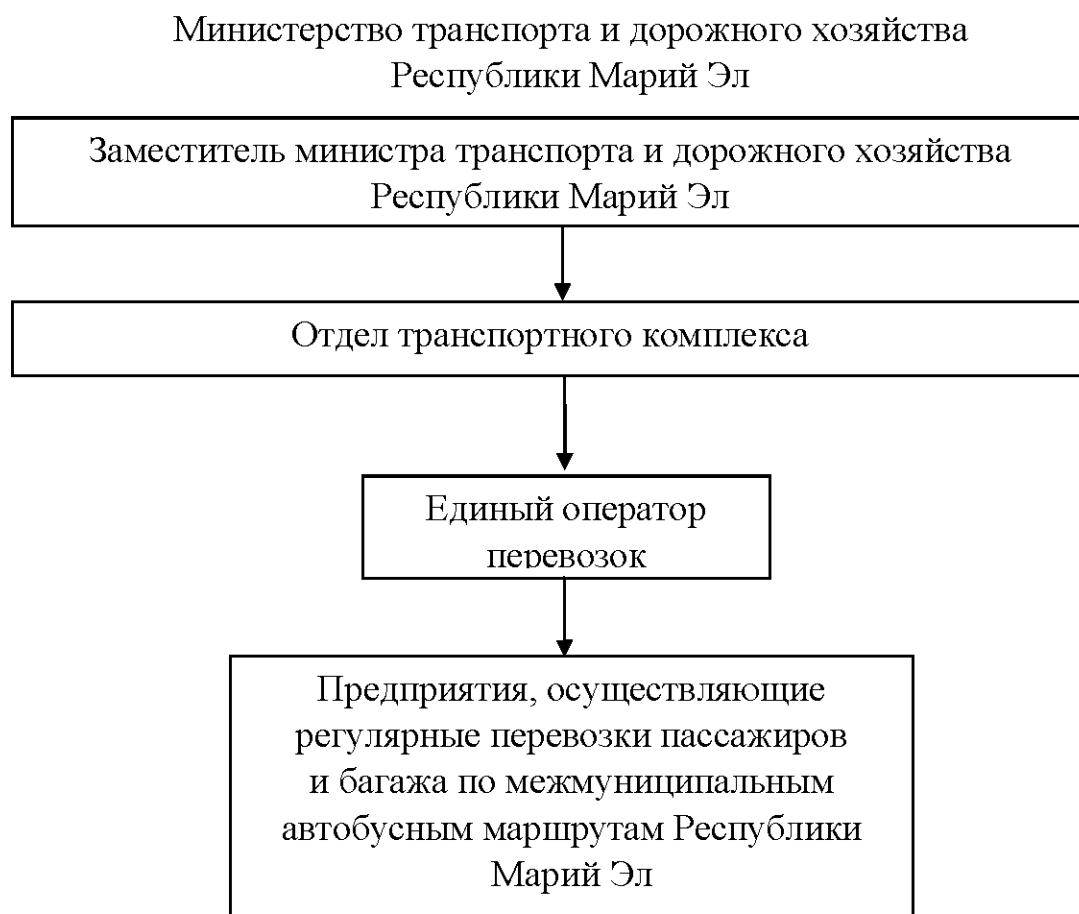 Министерство транспорта и дорожного хозяйства
Республики Марий Эл
Заместитель министра транспорта и дорожного хозяйства
Республики Марий Эл
Отдел транспортного комплекса
Единый оператор
перевозок
Предприятия, осуществляющие
регулярные перевозки пассажиров
и багажа по межмуниципальным
автобусным маршрутам Республики
Марий Эл